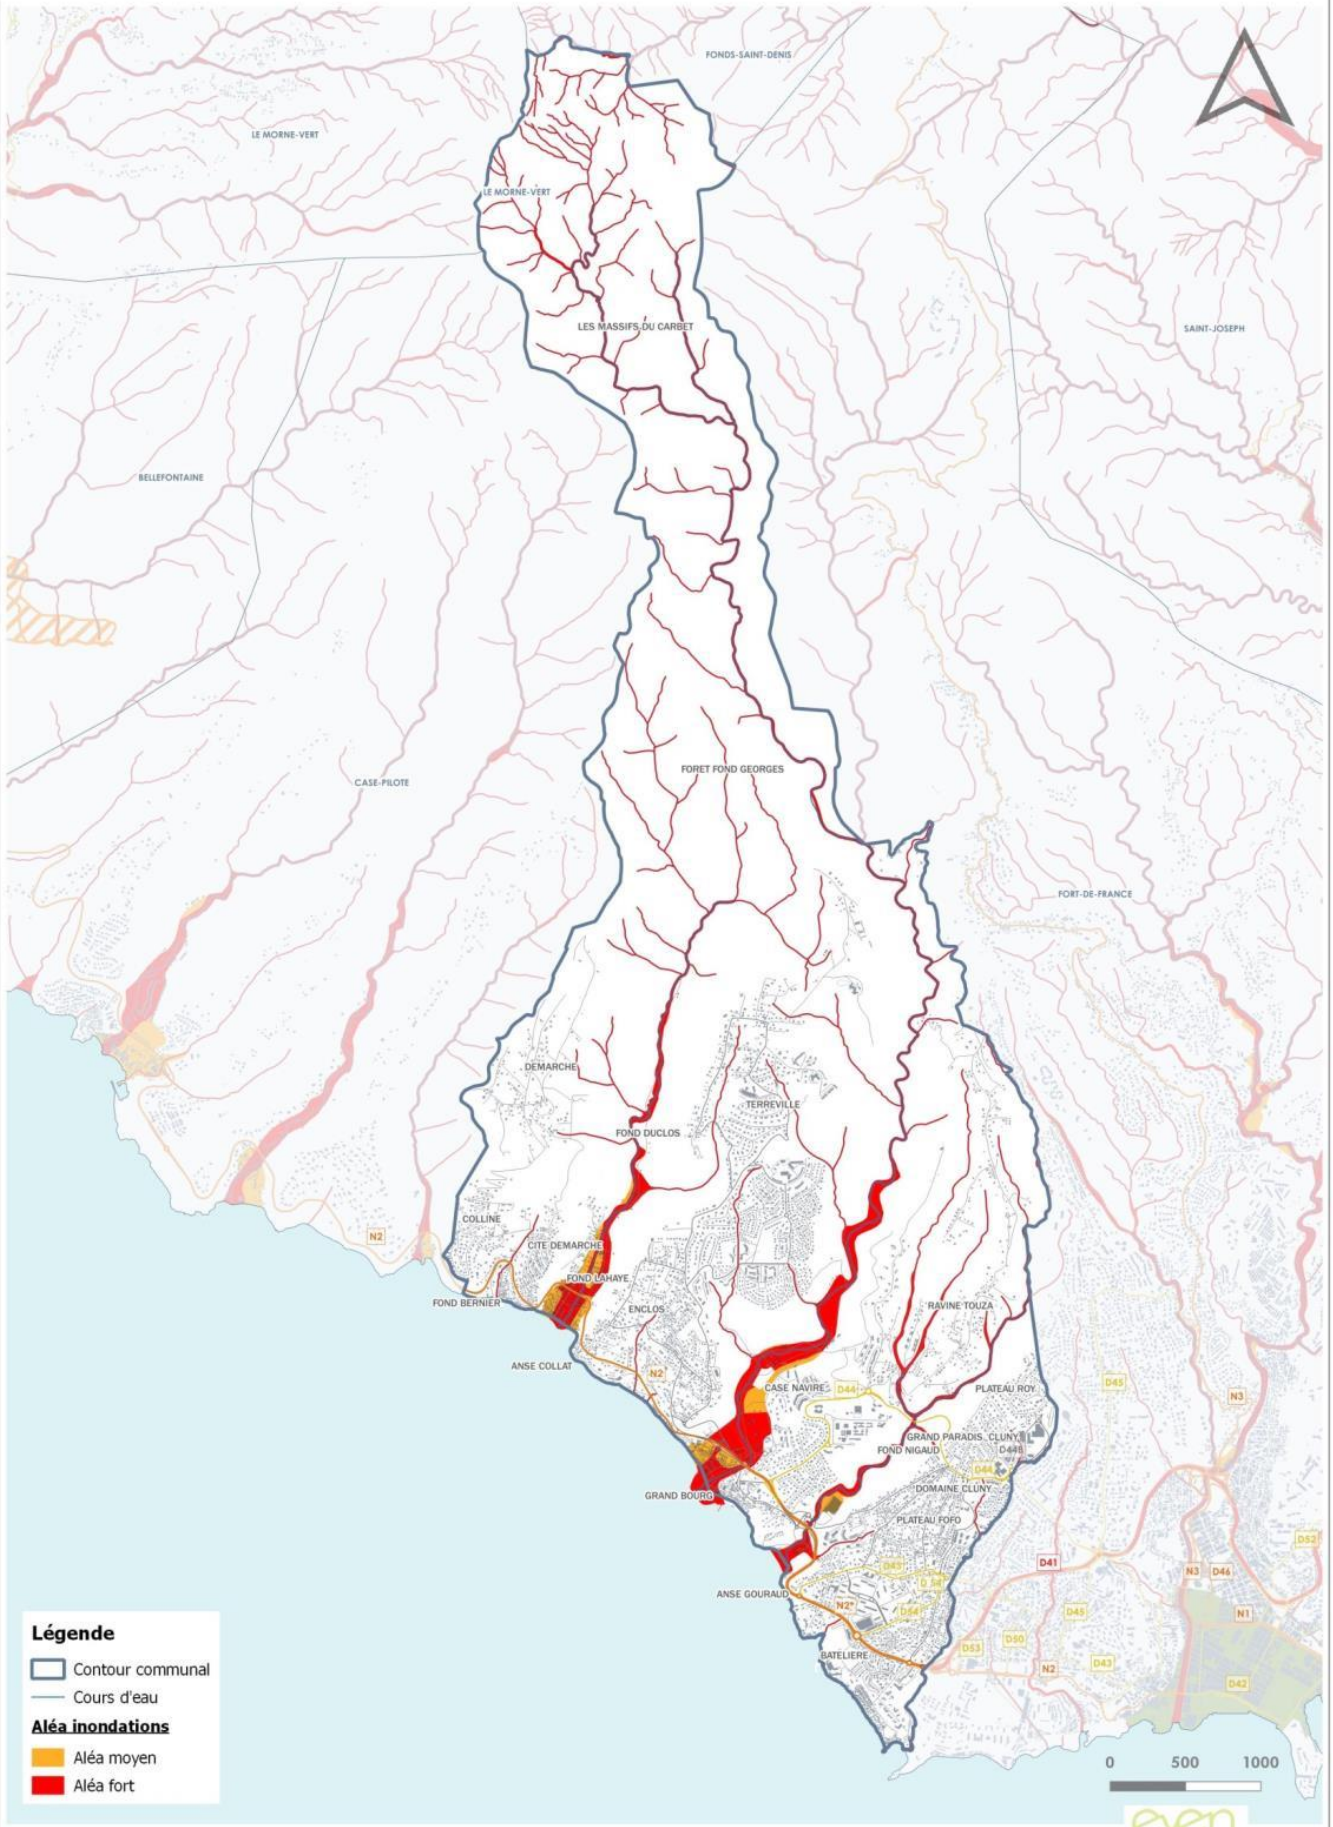 FONDS-SAINT-DENIS
LE MORNE-VERT
LE MORNE-VERT
LES MASSIFS DU CARBET
SAINT-JOSEPH
BELLEFONTAINE
FORET FOND GEORGES
CASE-PILOTE
FORT-DE-FRANCE
DEMARCHE
TERREVILLE
FOND DUCLOS
COLLINE
N2
CITE DEMARCHE
FOND LAHAYE
FOND BERNIER
ENCLOS
RAVINE TOUZA
ANSE COLLAT
N2
CASE NAVIRE
D44
PLATEAU ROY
D45
N3
GRAND PARADIS CLUNY
FOND NIGAUD
D44B
D44
GRAND BOURG
DOMAINE CLUNY
PLATEAU FOFO
D52
D41
D45
N3
D46
ANSE GOURAUD
N2*
D54
D45
N1
BATELIERE
D53
D50
N2
D43
D42
Légende
Contour communal
Cours d'eau
Aléa inondations
Aléa moyen
Aléa fort
0 500 1000
even